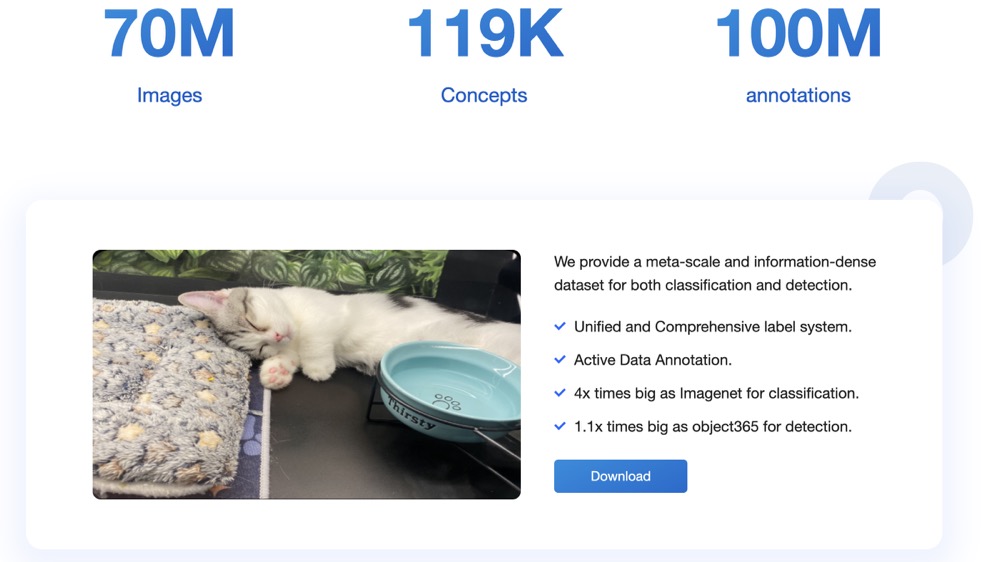 70M
119K
100M
Images
Concepts
annotations
We provide a meta-scale and information-dense
dataset for both classification and detection.
Unified and Comprehensive label system.
Active Data Annotation.
4x times big as Imagenet for classification.
1.1x times big as object365 for detection.
Thirsty
Download